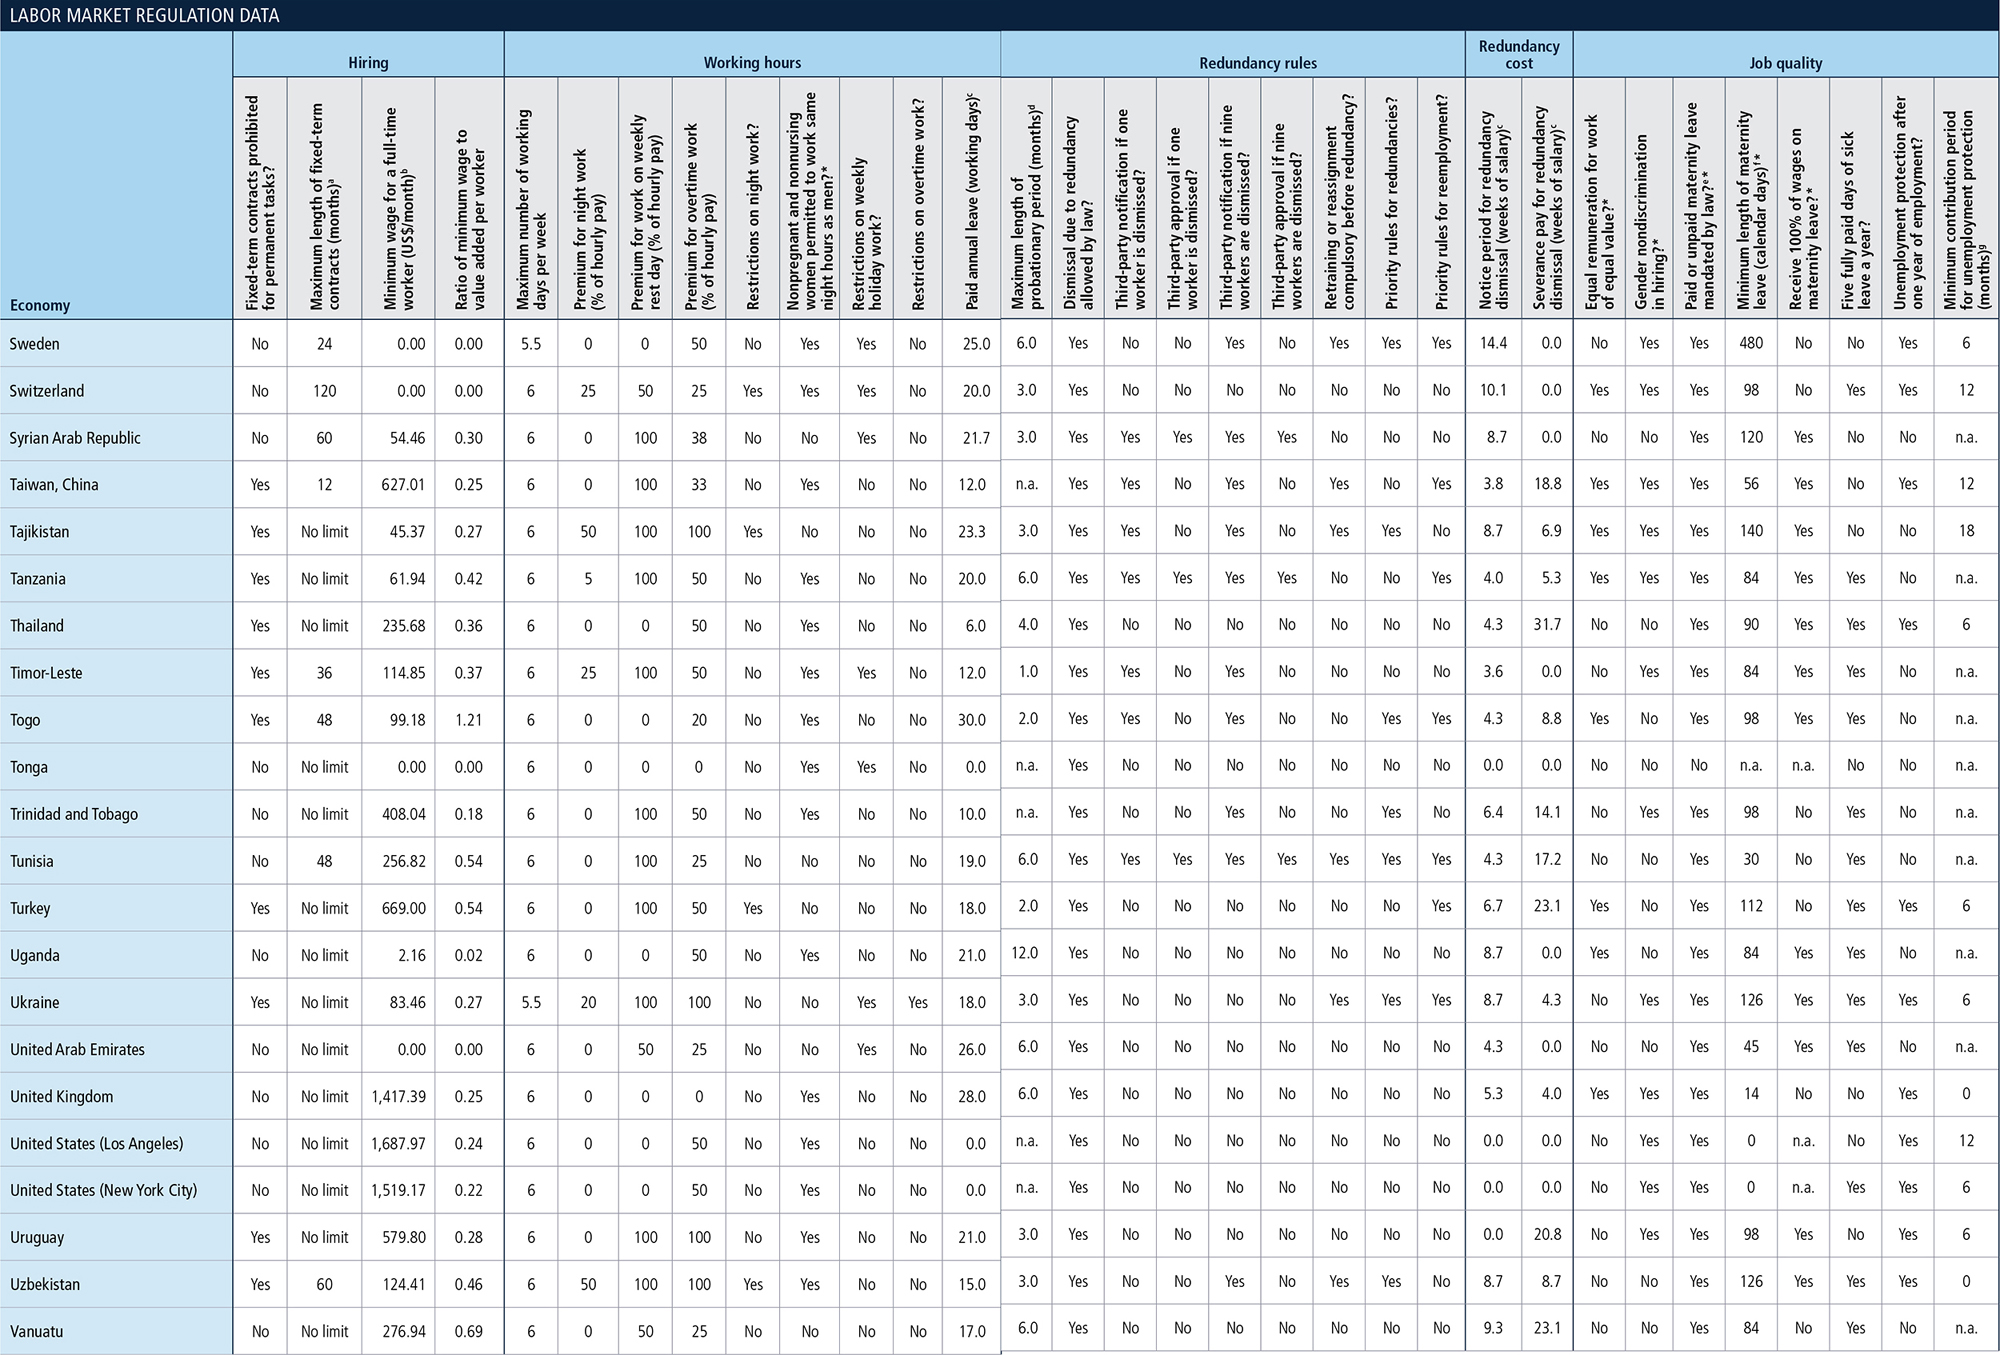 LABOR MARKET REGULATION DATA
Hiring Working hours Redundancy rules Redundancy cost Job quality
Economy
Fixed-term contracts prohibited for permanent tasks?
Maximum length of fixed-term contracts (months)ᵃ
Minimum wage for a full-time worker (US$/month)ᵇ
Ratio of minimum wage to value added per worker
Maximum number of working days per week
Premium for night work (% of hourly pay)
Premium for work on weekly rest day (% of hourly pay)
Premium for overtime work (% of hourly pay)
Restrictions on night work?
Nonpregnant and nonnursing women permitted to work same night hours as men?*
Restrictions on weekly holiday work?
Restrictions on overtime work?
Paid annual leave (working days)ᶜ
Maximum length of probationary period (months)ᵈ
Dismissal due to redundancy allowed by law?
Third-party notification if one worker is dismissed?
Third-party approval if one worker is dismissed?
Third-party notification if nine workers are dismissed?
Third-party approval if nine workers are dismissed?
Retraining or reassignment compulsory before redundancy?
Priority rules for redundancies?
Priority rules for reemployment?
Notice period for redundancy dismissal (weeks of salary)ᶜ
Severance pay for redundancy dismissal (weeks of salary)ᶜ
Equal remuneration for work of equal value?*
Gender nondiscrimination in hiring?*
Paid or unpaid maternity leave mandated by law?ᵉ*
Minimum length of maternity leave (calendar days)ᶠ*
Receive 100% of wages on maternity leave?*
Five fully paid days of sick leave a year?
Unemployment protection after one year of employment?
Minimum contribution period for unemployment protection (months)ᵍ
Sweden No 24 0.00 0.00 5.5 0 0 50 No Yes Yes No 25.0 6.0 Yes No No Yes No Yes Yes Yes 14.4 0.0 No Yes Yes 480 No No Yes 6
Switzerland No 120 0.00 0.00 6 25 50 25 Yes Yes Yes No 20.0 3.0 Yes No No No No No No No 10.1 0.0 Yes Yes Yes 98 No Yes Yes 12
Syrian Arab Republic No 60 54.46 0.30 6 0 100 38 No No Yes No 21.7 3.0 Yes Yes Yes Yes Yes No No No 8.7 0.0 No No Yes 120 Yes No No n.a.
Taiwan, China Yes 12 627.01 0.25 6 0 100 33 No Yes No No 12.0 n.a. Yes Yes No Yes No Yes No Yes 3.8 18.8 Yes Yes Yes 56 Yes No Yes 12
Tajikistan Yes No limit 45.37 0.27 6 50 100 100 Yes No No No 23.3 3.0 Yes Yes No Yes No Yes Yes No 8.7 6.9 Yes Yes Yes 140 Yes No No 18
Tanzania Yes No limit 61.94 0.42 6 5 100 50 No Yes No No 20.0 6.0 Yes Yes Yes Yes Yes No No Yes 4.0 5.3 Yes Yes Yes 84 Yes Yes No n.a.
Thailand Yes No limit 235.68 0.36 6 0 0 50 No Yes No No 6.0 4.0 Yes No No No No No No No 4.3 31.7 No No Yes 90 Yes Yes Yes 6
Timor-Leste Yes 36 114.85 0.37 6 25 100 50 No Yes Yes No 12.0 1.0 Yes Yes No Yes No No No No 3.6 0.0 No Yes Yes 84 Yes Yes No n.a.
Togo Yes 48 99.18 1.21 6 0 0 20 No Yes No No 30.0 2.0 Yes Yes No Yes No No Yes Yes 4.3 8.8 Yes No Yes 98 Yes Yes No n.a.
Tonga No No limit 0.00 0.00 6 0 0 0 No Yes Yes No 0.0 n.a. Yes No No No No No No No 0.0 0.0 No No No n.a. n.a. No No n.a.
Trinidad and Tobago No No limit 408.04 0.18 6 0 100 50 No Yes No No 10.0 n.a. Yes No No Yes No No Yes No 6.4 14.1 No Yes Yes 98 No Yes No n.a.
Tunisia No 48 256.82 0.54 6 0 100 25 No No No No 19.0 6.0 Yes Yes Yes Yes Yes Yes Yes Yes 4.3 17.2 No No Yes 30 No Yes No n.a.
Turkey Yes No limit 669.00 0.54 6 0 100 50 Yes No No No 18.0 2.0 Yes No No No No No No Yes 6.7 23.1 Yes No Yes 112 No Yes Yes 6
Uganda No No limit 2.16 0.02 6 0 0 50 No Yes No No 21.0 12.0 Yes No No No No No No No 8.7 0.0 Yes No Yes 84 Yes Yes No n.a.
Ukraine Yes No limit 83.46 0.27 5.5 20 100 100 No No Yes Yes 18.0 3.0 Yes No No No No Yes Yes Yes 8.7 4.3 No Yes Yes 126 Yes Yes Yes 6
United Arab Emirates No No limit 0.00 0.00 6 0 50 25 No No Yes No 26.0 6.0 Yes No No No No No No No 4.3 0.0 No No Yes 45 Yes Yes No n.a.
United Kingdom No No limit 1,417.39 0.25 6 0 0 0 No Yes No No 28.0 6.0 Yes No No No No No No No 5.3 4.0 Yes Yes Yes 14 No No Yes 0
United States (Los Angeles) No No limit 1,687.97 0.24 6 0 0 50 No Yes No No 0.0 n.a. Yes No No No No No No No 0.0 0.0 No Yes Yes 0 n.a. No Yes 12
United States (New York City) No No limit 1,519.17 0.22 6 0 0 50 No Yes No No 0.0 n.a. Yes No No No No No No No 0.0 0.0 No Yes Yes 0 n.a. Yes Yes 6
Uruguay Yes No limit 579.80 0.28 6 0 100 100 No Yes No No 21.0 3.0 Yes No No No No No No No 0.0 20.8 No Yes Yes 98 Yes No Yes 6
Uzbekistan Yes 60 124.41 0.46 6 50 100 100 Yes Yes No No 15.0 3.0 Yes No No Yes No Yes Yes No 8.7 8.7 No No Yes 126 Yes Yes Yes 0
Vanuatu No No limit 276.94 0.69 6 0 50 25 No No No No 17.0 6.0 Yes No No No No No No No 9.3 23.1 No No Yes 84 No Yes No n.a.